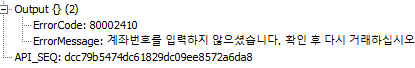 Output {} (2)
ErrorCode: 80002410
ErrorMessage: 계좌번호를 입력하지 않으셨습니다. 확인 후 다시 거래하십시오
API_SEQ: dcc79b5474dc61829dc09ee8572a6da8